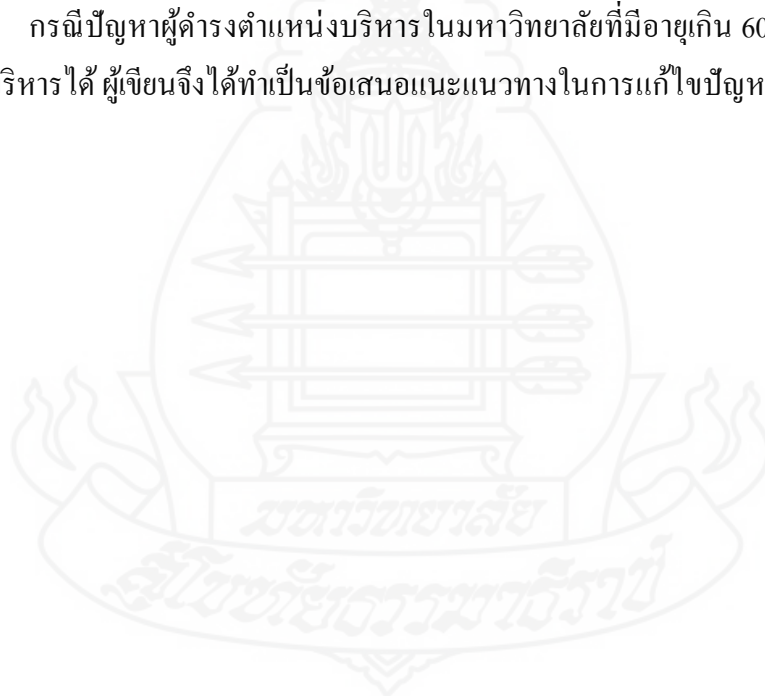 กรณีปัญหาผู้ดำรงตำแหน่งบริหารในมหาวิทยาลัยที่มีอายุเกิน 60
ริหารได้ ผู้เขียนจึงได้ทำเป็นข้อเสนอแนะแนวทางในการแก้ไขปัญห
มหาวิทยาลัย
สุโขทัยธรรมาธิราช